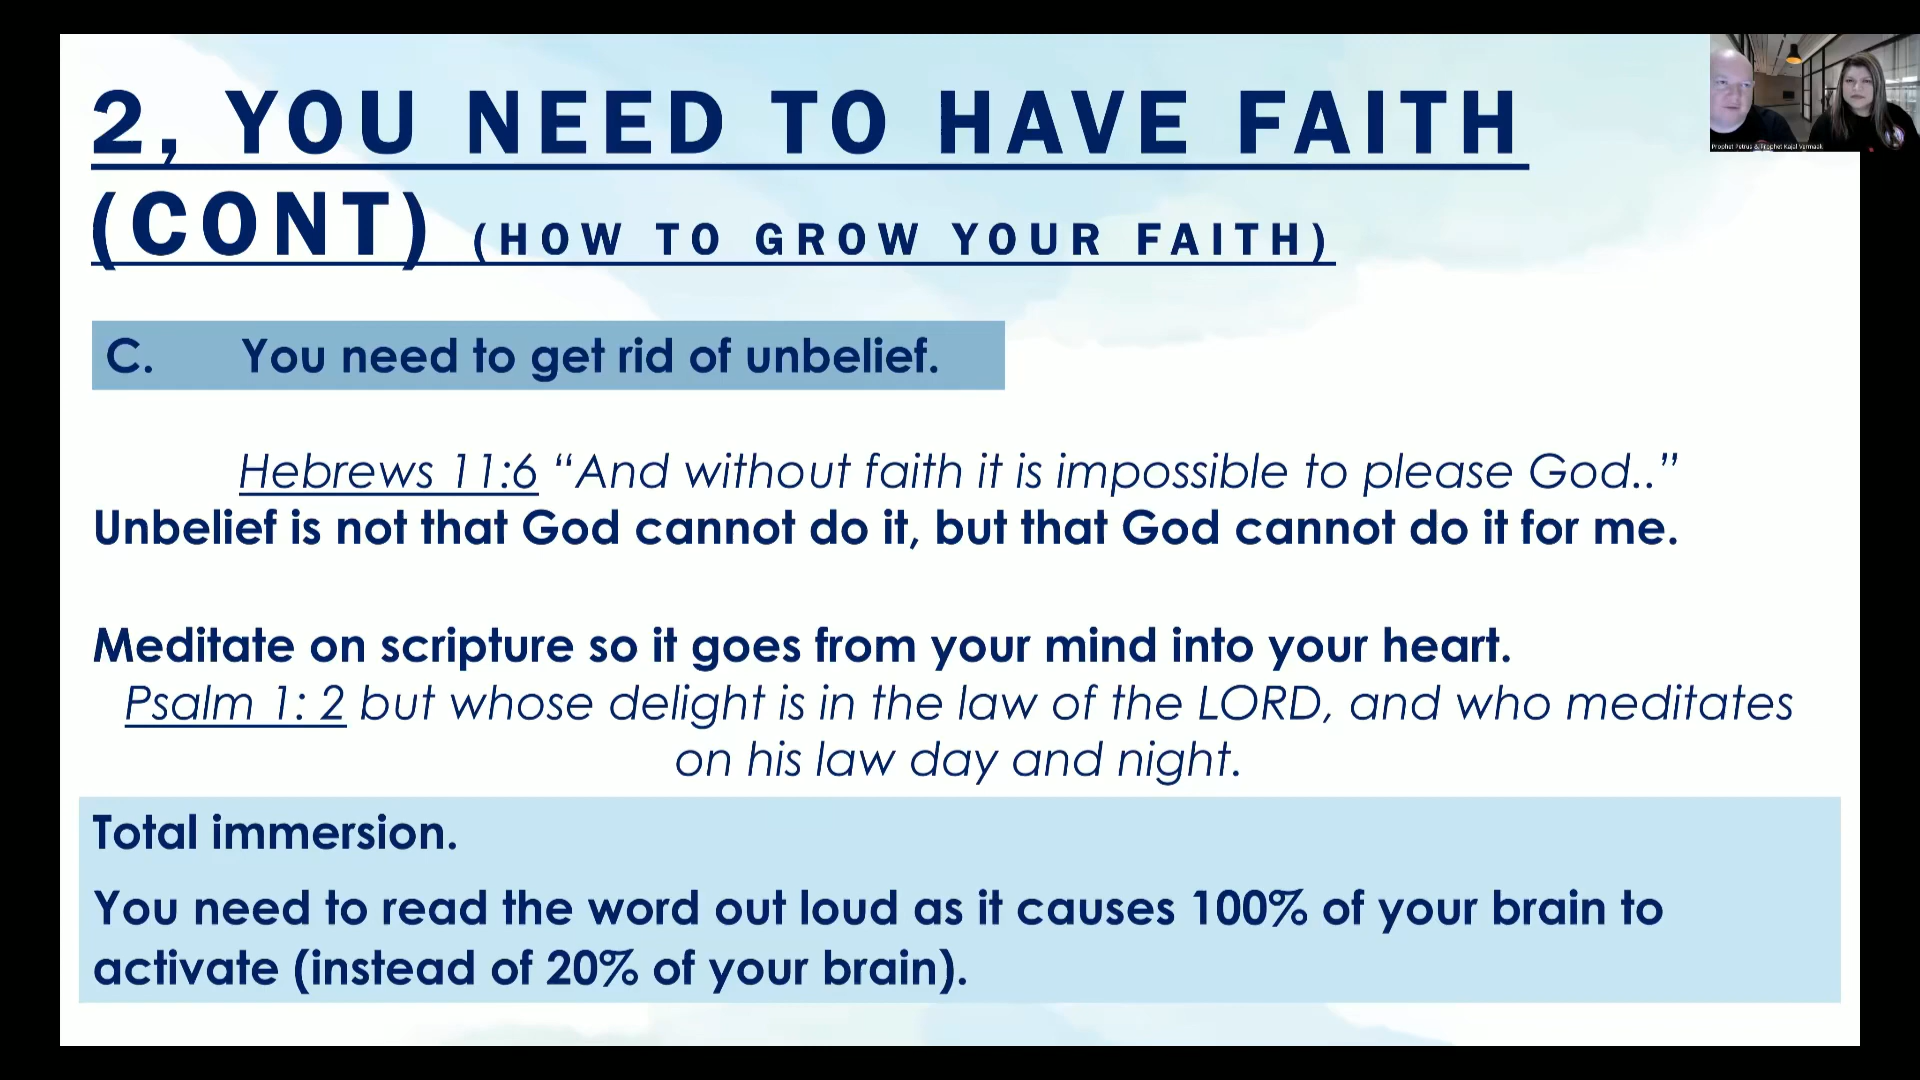 2, YOU NEED TO HAVE FAITH
(CONT) (HOW TO GROW YOUR FAITH)
Prophet Petrus & Prophet Kajal Vermaak
C. You need to get rid of unbelief.
Hebrews 11:6 “And without faith it is impossible to please God..”
Unbelief is not that God cannot do it, but that God cannot do it for me.
Meditate on scripture so it goes from your mind into your heart.
Psalm 1: 2 but whose delight is in the law of the LORD, and who meditates
on his law day and night.
Total immersion.
You need to read the word out loud as it causes 100% of your brain to
activate (instead of 20% of your brain).